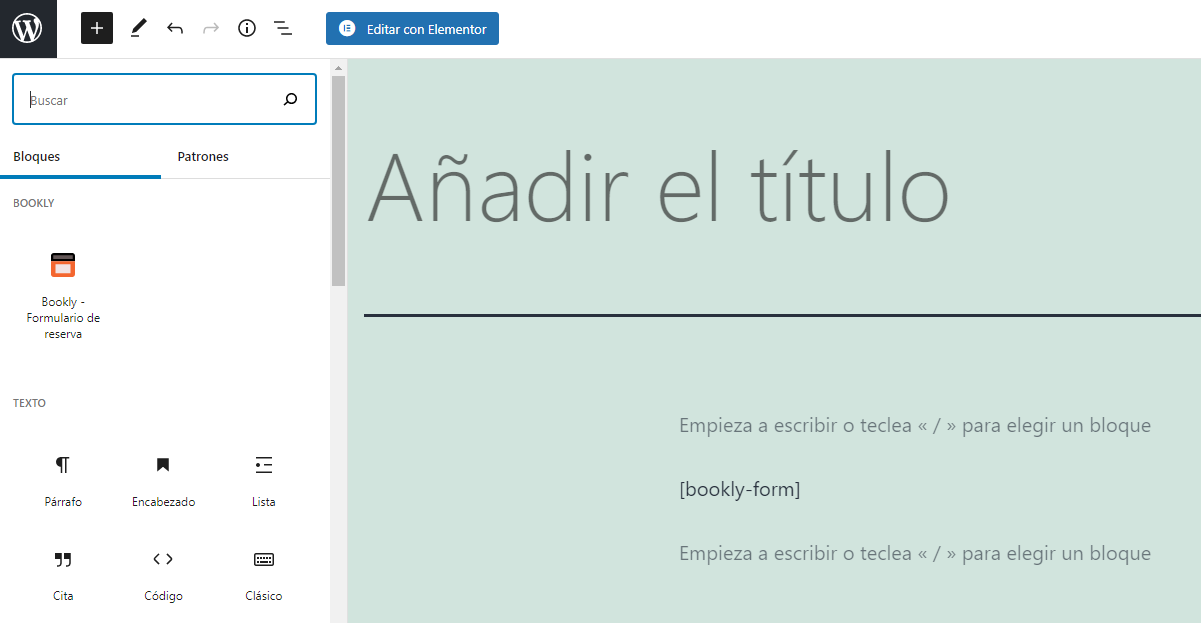 Editar con Elementor
Buscar
Bloques
Patrones
BOOKLY
Bookly -
Formulario de
reserva
TEXTO
Párrafo
Encabezado
Lista
Cita
Código
Clásico
Añadir el título
Empieza a escribir o teclea « / » para elegir un bloque
[bookly-form]
Empieza a escribir o teclea « / » para elegir un bloque